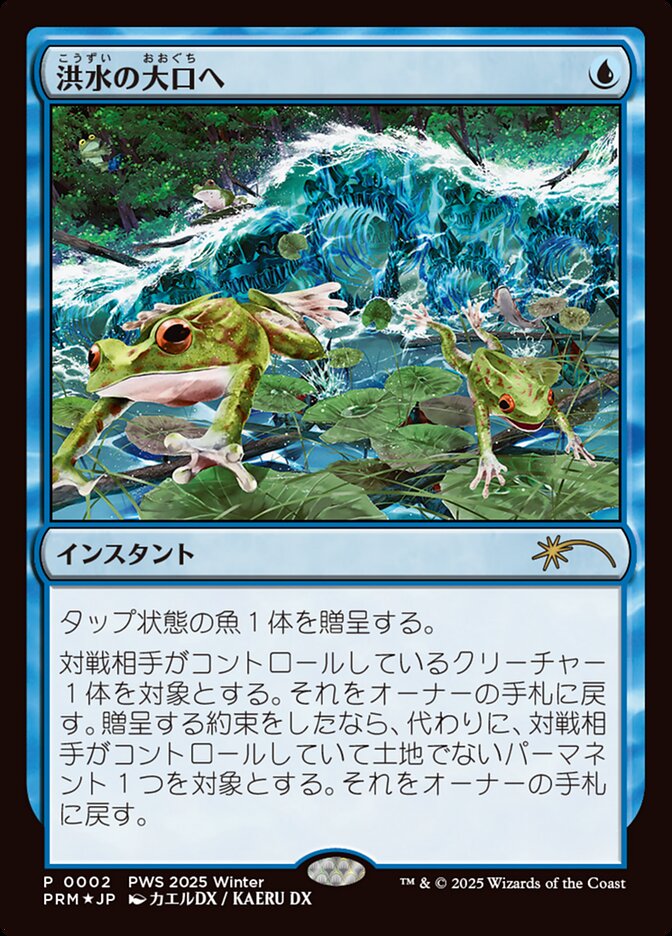 こうずい おおぐち
洪水の大口へ
インスタント
タップ状態の魚1体を贈呈する。
対戦相手がコントロールしているクリーチャー
1体を対象とする。それをオーナーの手札に戻
す。贈呈する約束をしたなら、代わりに、対戦相
手がコントロールしていて土地でないパーマネ
ント1つを対象とする。それをオーナーの手札
に戻す。
P 0002 PWS 2025 Winter
PRM★JP カエルDX / KAERU DX
™ & © 2025 Wizards of the Coast